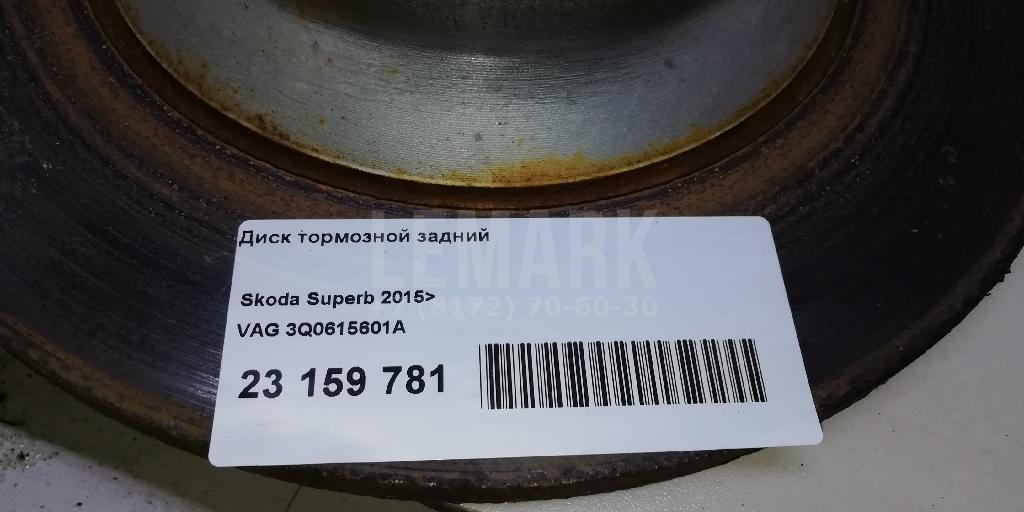 Диск тормозной задний
LEMARK
(8172) 70-60-30
Skoda Superb 2015>
VAG 3Q0615601A
23 159 781